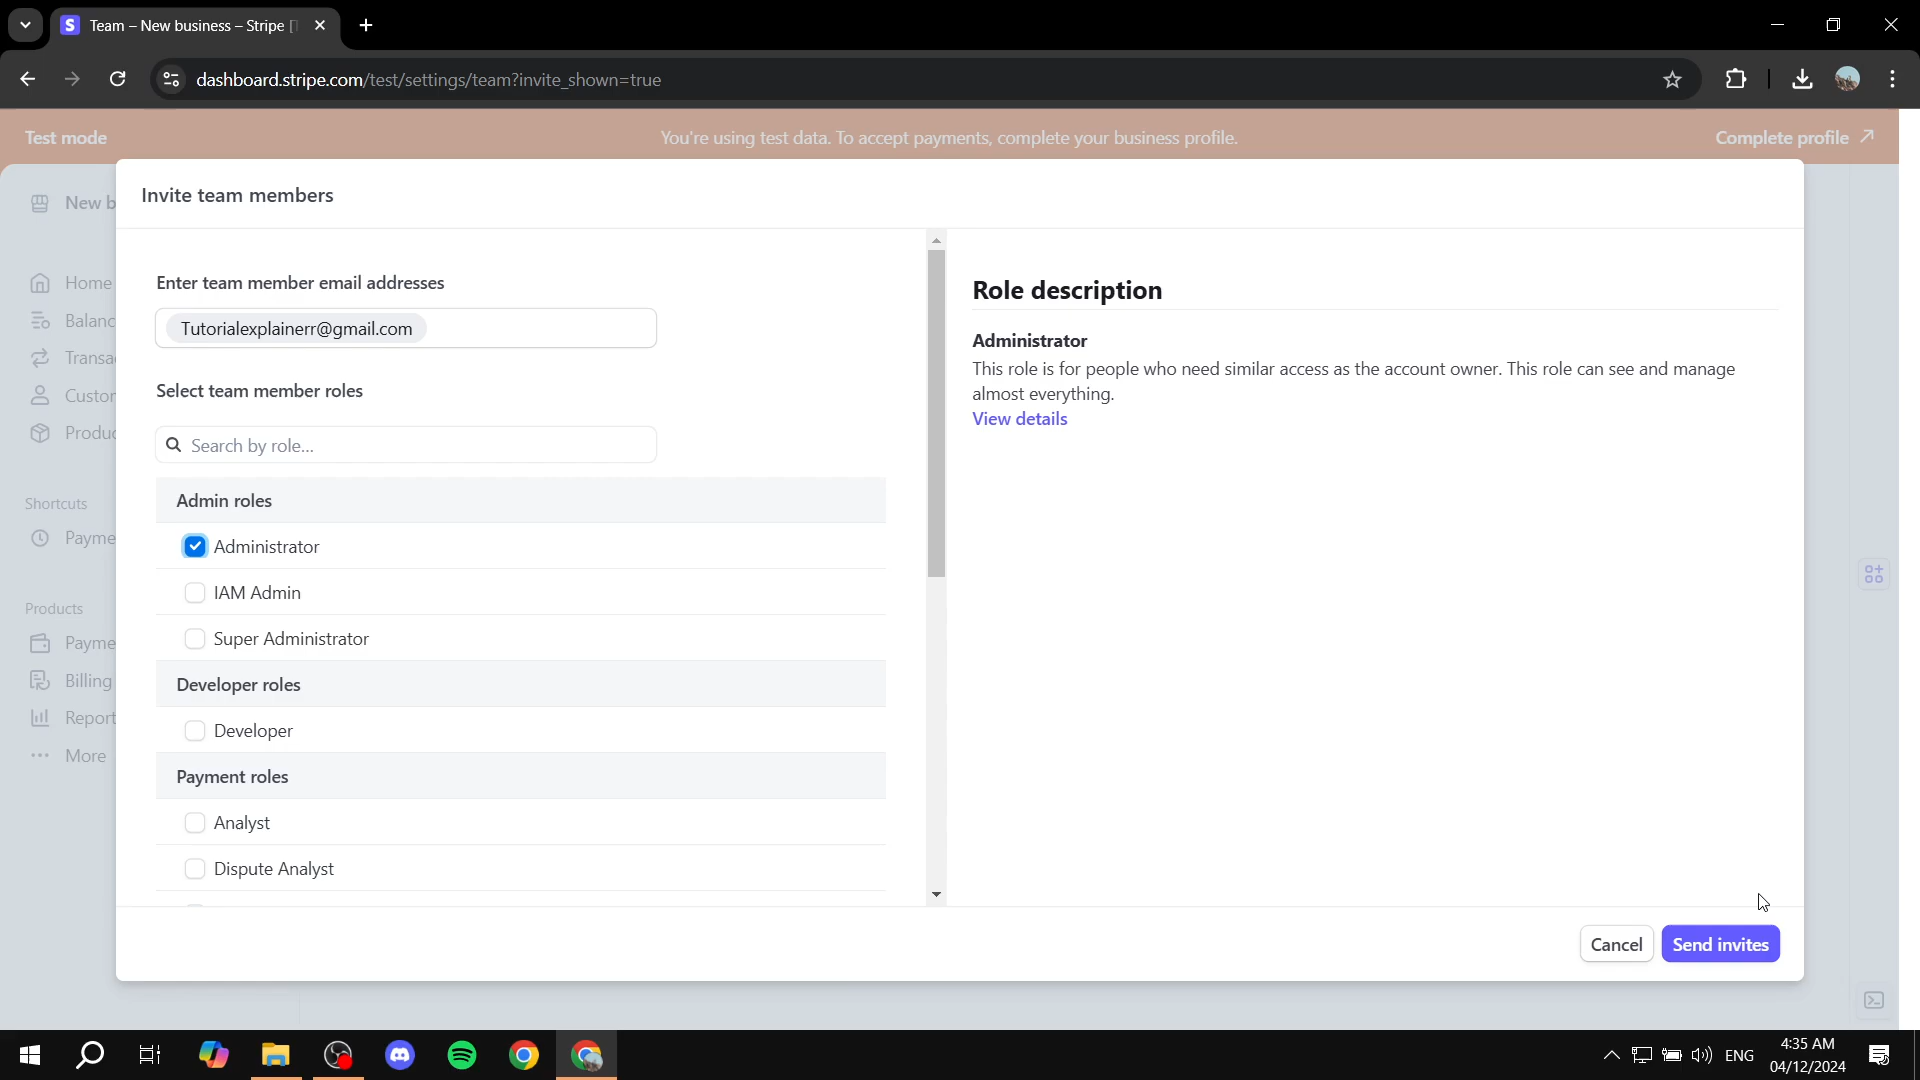 Team – New business – Stripe [T
dashboard.stripe.com/test/settings/team?invite_shown=true
Test mode
You're using test data. To accept payments, complete your business profile.
Complete profile
New b
Home
Balanc
Transa
Custor
Produc
Shortcuts
Payme
Products
Payme
Billing
Report
More
Invite team members
Enter team member email addresses
Tutorialexplainerr@gmail.com
Select team member roles
Search by role...
Admin roles
Administrator
IAM Admin
Super Administrator
Developer roles
Developer
Payment roles
Analyst
Dispute Analyst
Role description
Administrator
This role is for people who need similar access as the account owner. This role can see and manage
almost everything.
View details
Cancel
Send invites
ENG
4:35 AM
04/12/2024